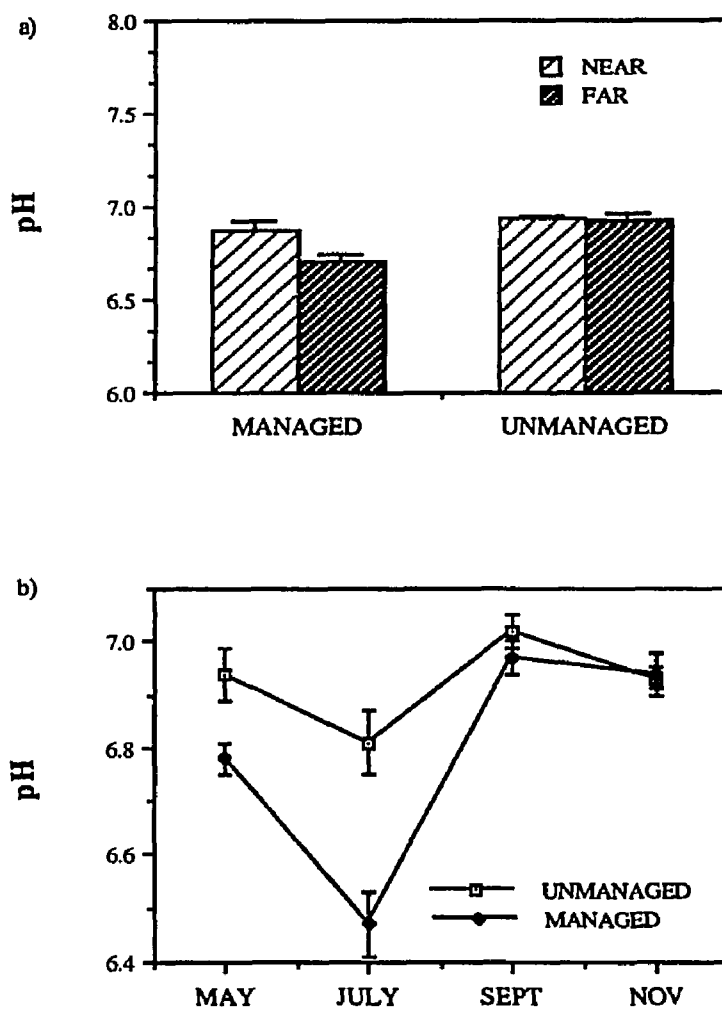 a)
8.0
NEAR
FAR
7.5
7.0
pH
6.5
6.0
MANAGED UNMANAGED
b)
7.0
6.8
pH
6.6
UNMANAGED
MANAGED
6.4
MAY JULY SEPT NOV